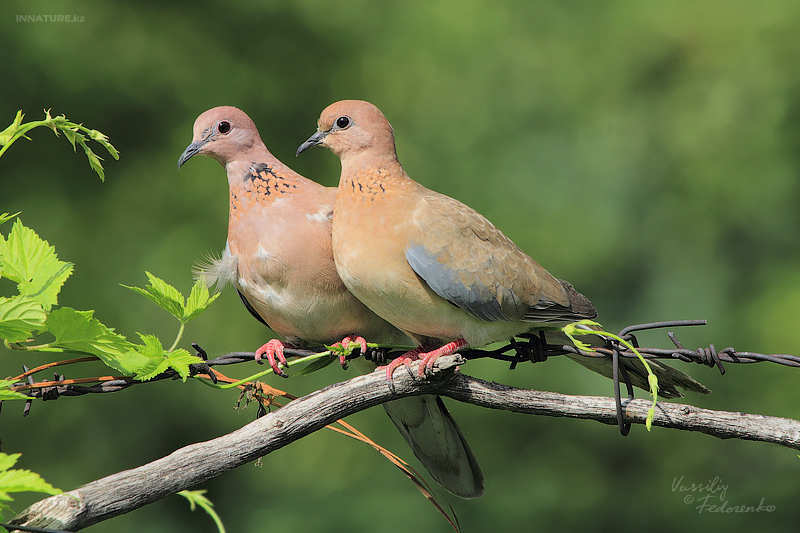 INNATURE.kz
Vassiliy
© Fedorenko